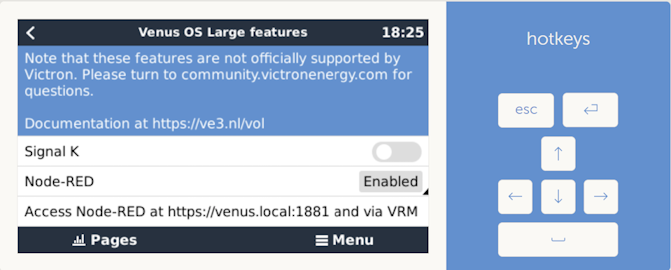 Venus OS Large features
18:25
Note that these features are not officially supported by
Victron. Please turn to community.victronenergy.com for
questions.
Documentation at https://ve3.nl/vol
Signal K
Node-RED
Enabled
Access Node-RED at https://venus.local:1881 and via VRM
Pages
Menu
hotkeys
esc